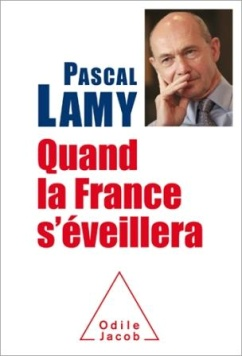 PASCAL
LAMY
Quand
la France
s'éveillera
Odile
Jacob